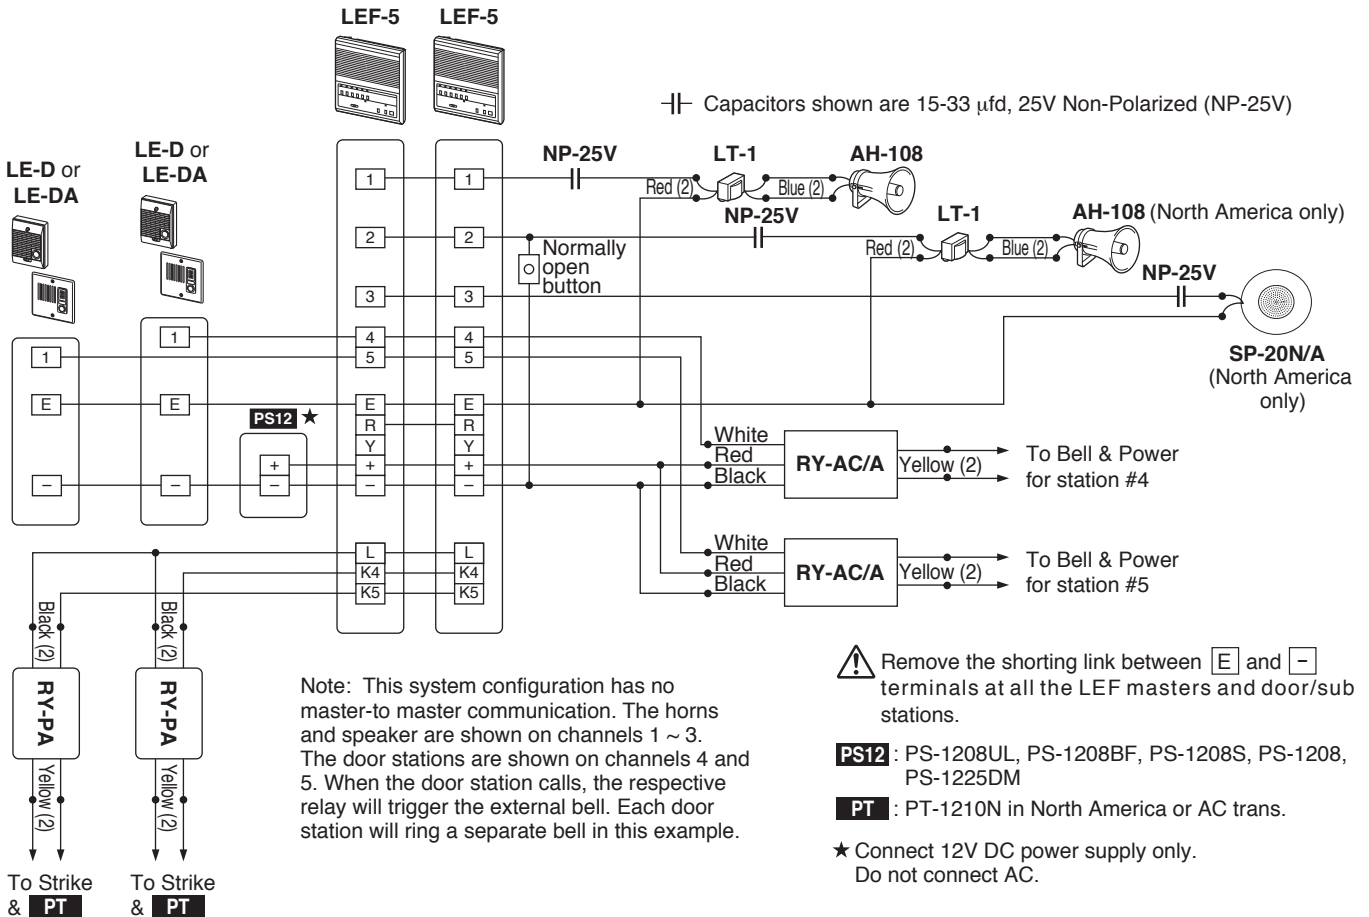 LEF-5
LEF-5
Capacitors shown are 15-33 µfd, 25V Non-Polarized (NP-25V)
LE-D or
LE-DA
LE-D or
LE-DA
NP-25V
LT-1
AH-108
1
1
Red (2)
Blue (2)
NP-25V
LT-1
AH-108 (North America only)
2
2
Normally
open
button
Red (2)
Blue (2)
NP-25V
3
3
1
4
4
1
5
5
SP-20N/A
(North America
only)
E
E
PS12 ★
E
E
R
R
Y
Y
+
+
+
–
–
–
–
–
White
Red
Black
RY-AC/A
Yellow (2)
To Bell & Power
for station #4
L
L
K4
K4
K5
K5
White
Red
Black
RY-AC/A
Yellow (2)
To Bell & Power
for station #5
Black (2)
Black (2)
RY-PA
RY-PA
Yellow (2)
Yellow (2)
To Strike
& PT
To Strike
& PT
Note: This system configuration has no
master-to master communication. The horns
and speaker are shown on channels 1 ~ 3.
The door stations are shown on channels 4 and
5. When the door station calls, the respective
relay will trigger the external bell. Each door
station will ring a separate bell in this example.
Remove the shorting link between E and –
terminals at all the LEF masters and door/sub
stations.
PS12 : PS-1208UL, PS-1208BF, PS-1208S, PS-1208,
PS-1225DM
PT : PT-1210N in North America or AC trans.
★ Connect 12V DC power supply only.
Do not connect AC.